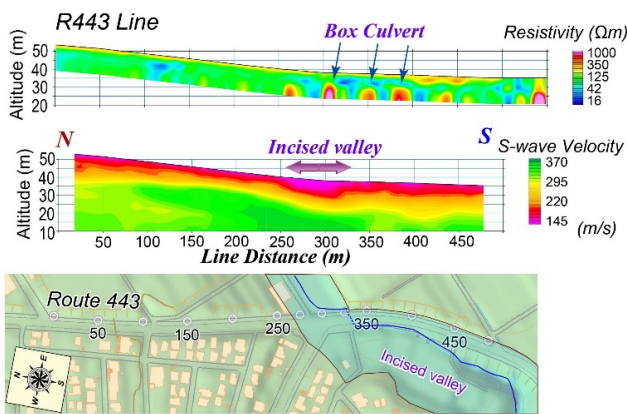 R443 Line
Box Culvert
Resistivity (Ωm)
Altitude (m)
50
40
30
20
1000
350
125
42
16
N
Incised valley
S
S-wave Velocity
Altitude (m)
50
40
30
20
10
370
295
220
145
(m/s)
50 100 150 200 250 300 350 400 450
Line Distance (m)
Route 443
50
150
250
350
450
Incised valley
N
E
S
W